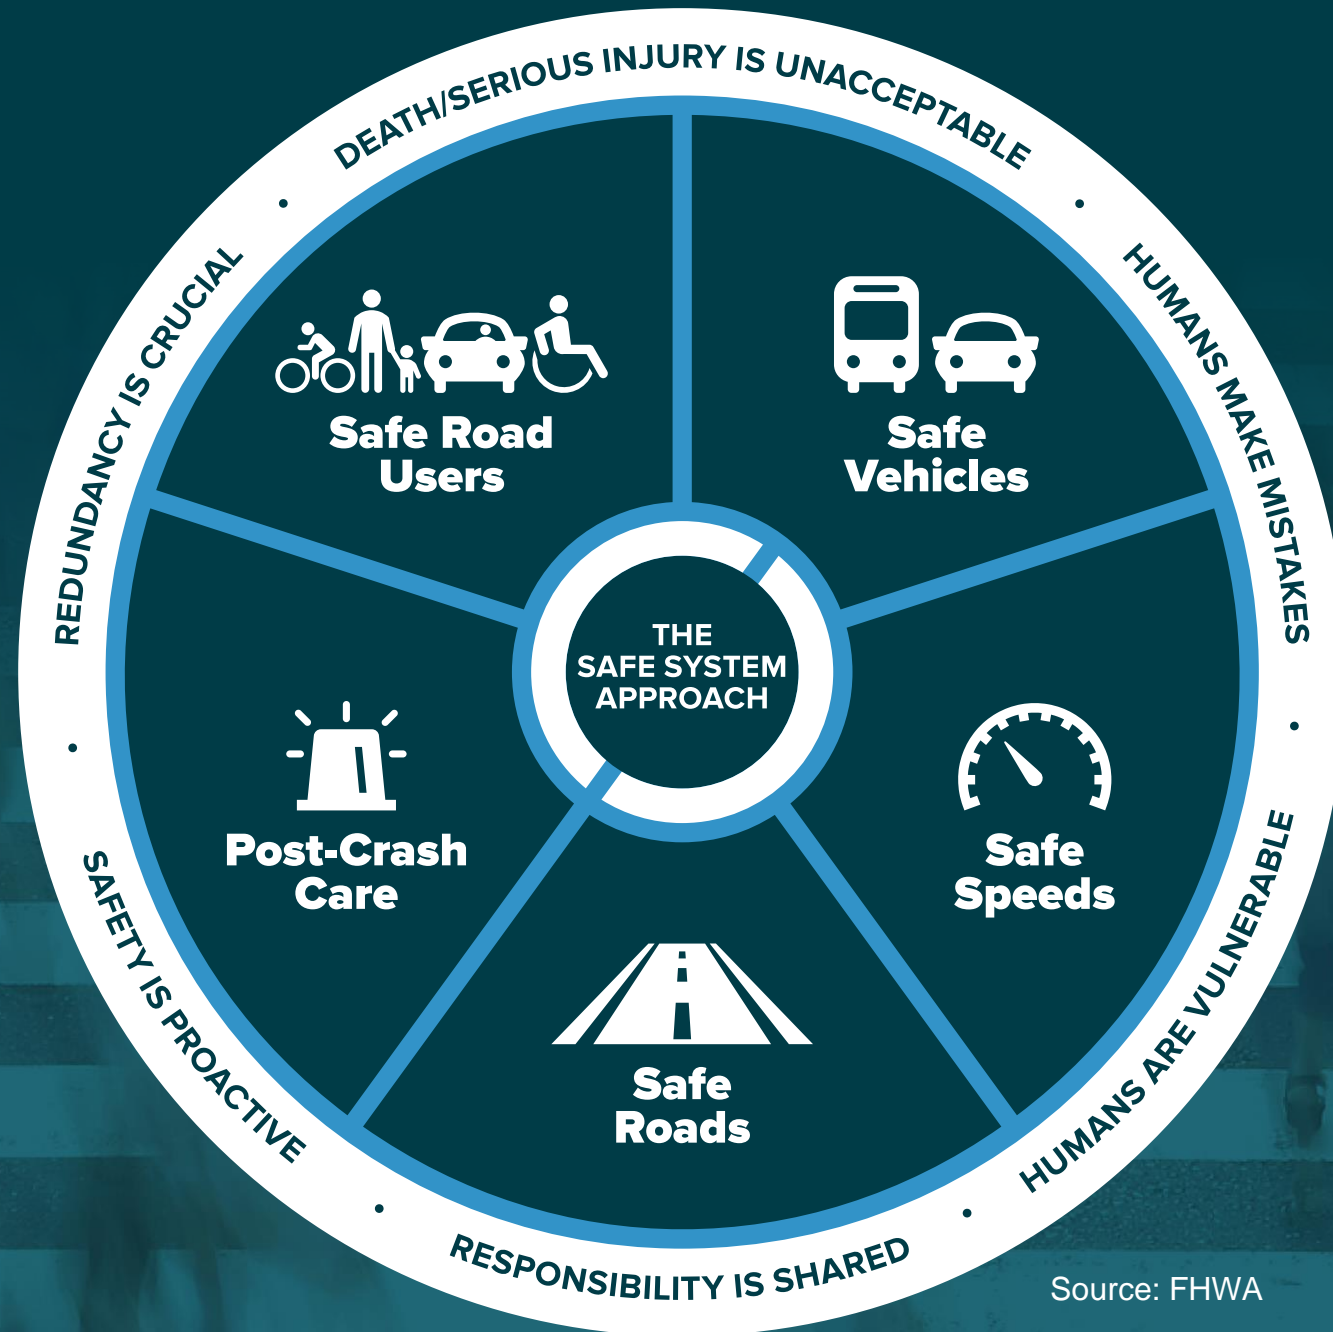 DEATH/SERIOUS INJURY IS UNACCEPTABLE
HUMANS MAKE MISTAKES
HUMANS ARE VULNERABLE
RESPONSIBILITY IS SHARED
SAFETY IS PROACTIVE
REDUNDANCY IS CRUCIAL
Safe Road
Users
Safe
Vehicles
Safe
Speeds
Safe
Roads
Post-Crash
Care
THE
SAFE SYSTEM
APPROACH
Source: FHWA